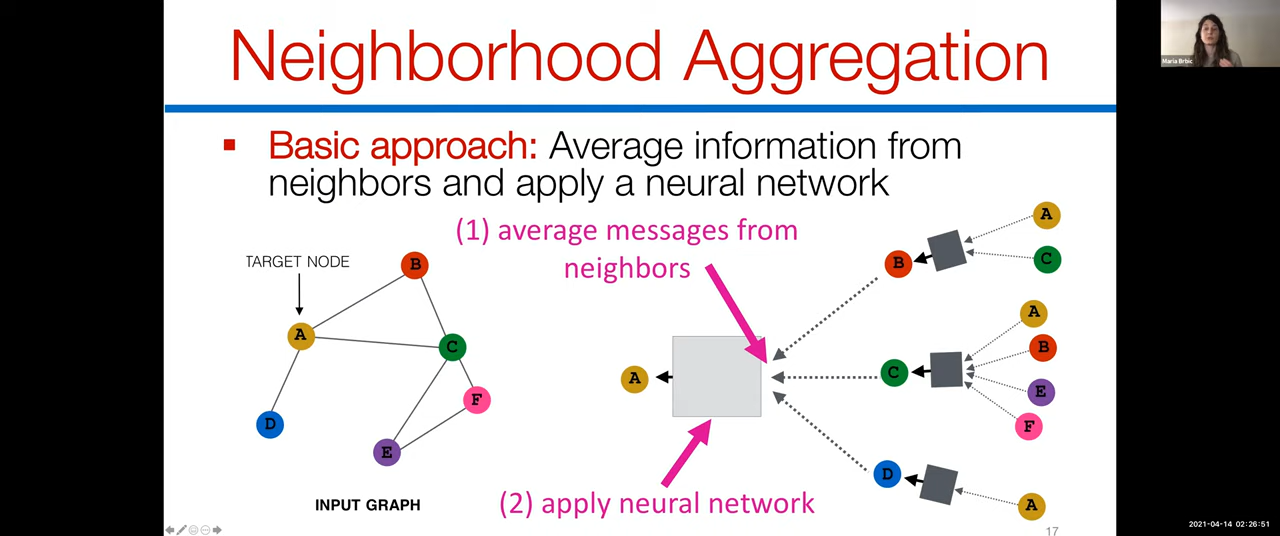 Neighborhood Aggregation
Maria Brbic
▪ Basic approach: Average information from
neighbors and apply a neural network
(1) average messages from
neighbors
TARGET NODE
A
B
C
D
E
F
INPUT GRAPH
A
B
C
D
A
C
A
B
E
F
A
(2) apply neural network
17
2021-04-14 02:26:51